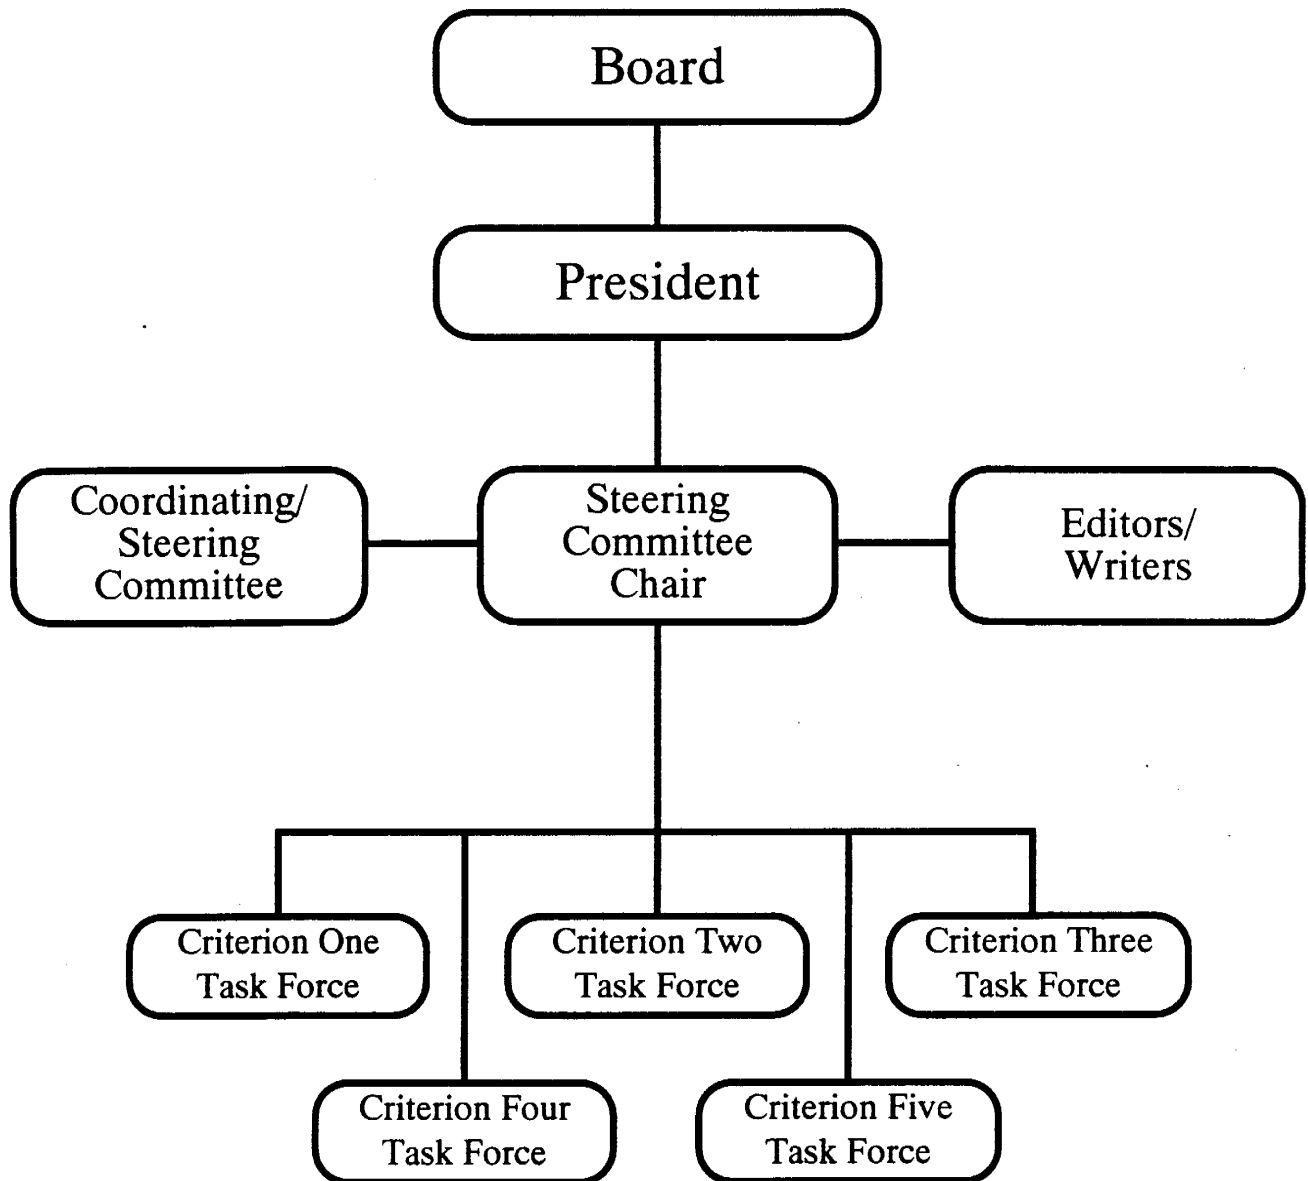 Board
President
Coordinating/
Steering
Committee
Steering
Committee
Chair
Editors/
Writers
Criterion One
Task Force
Criterion Two
Task Force
Criterion Three
Task Force
Criterion Four
Task Force
Criterion Five
Task Force